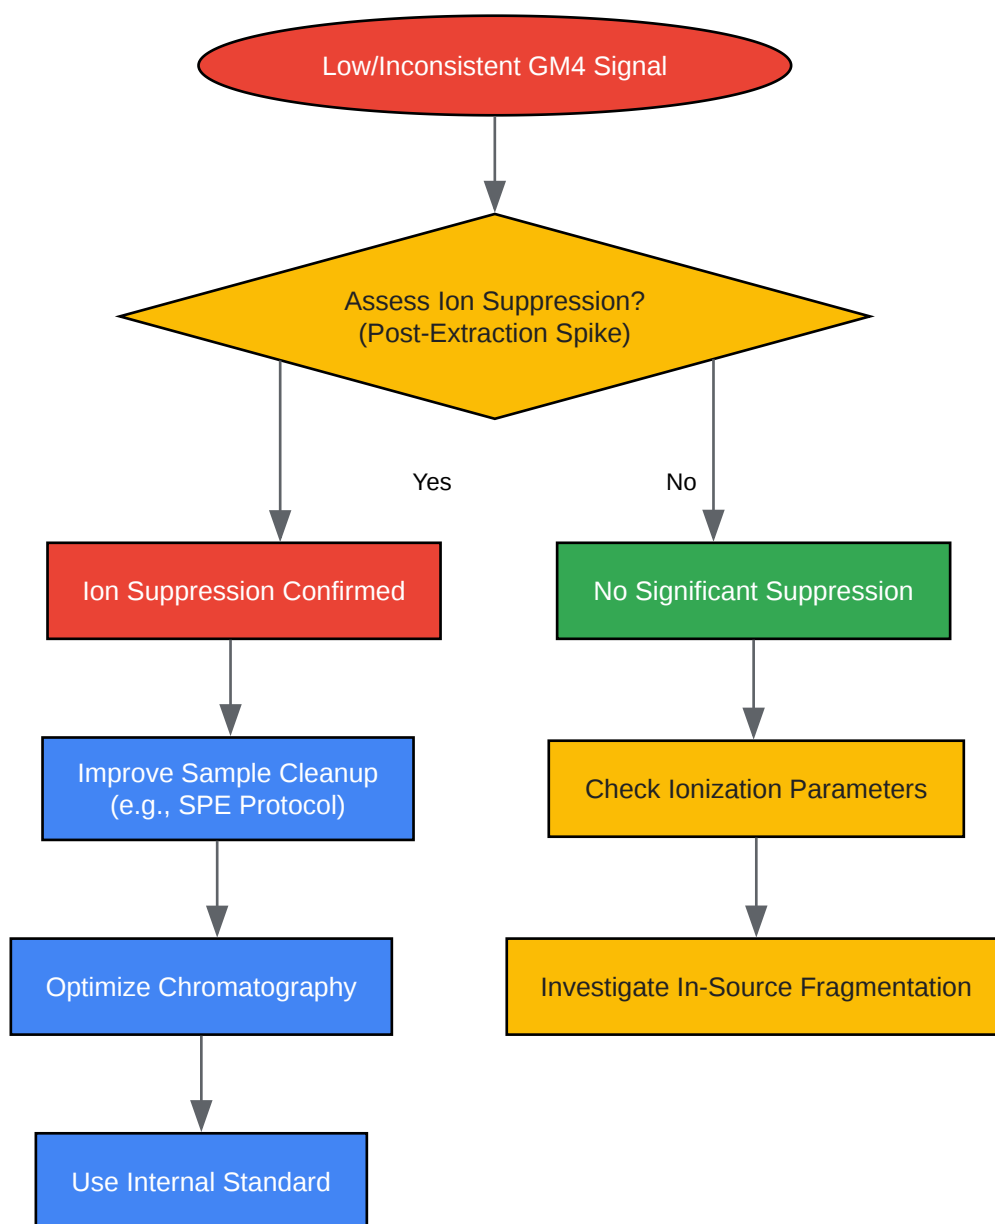 Low/Inconsistent GM4 Signal
Assess Ion Suppression?
(Post-Extraction Spike)
Yes
No
Ion Suppression Confirmed
No Significant Suppression
Improve Sample Cleanup
(e.g., SPE Protocol)
Check Ionization Parameters
Optimize Chromatography
Investigate In-Source Fragmentation
Use Internal Standard